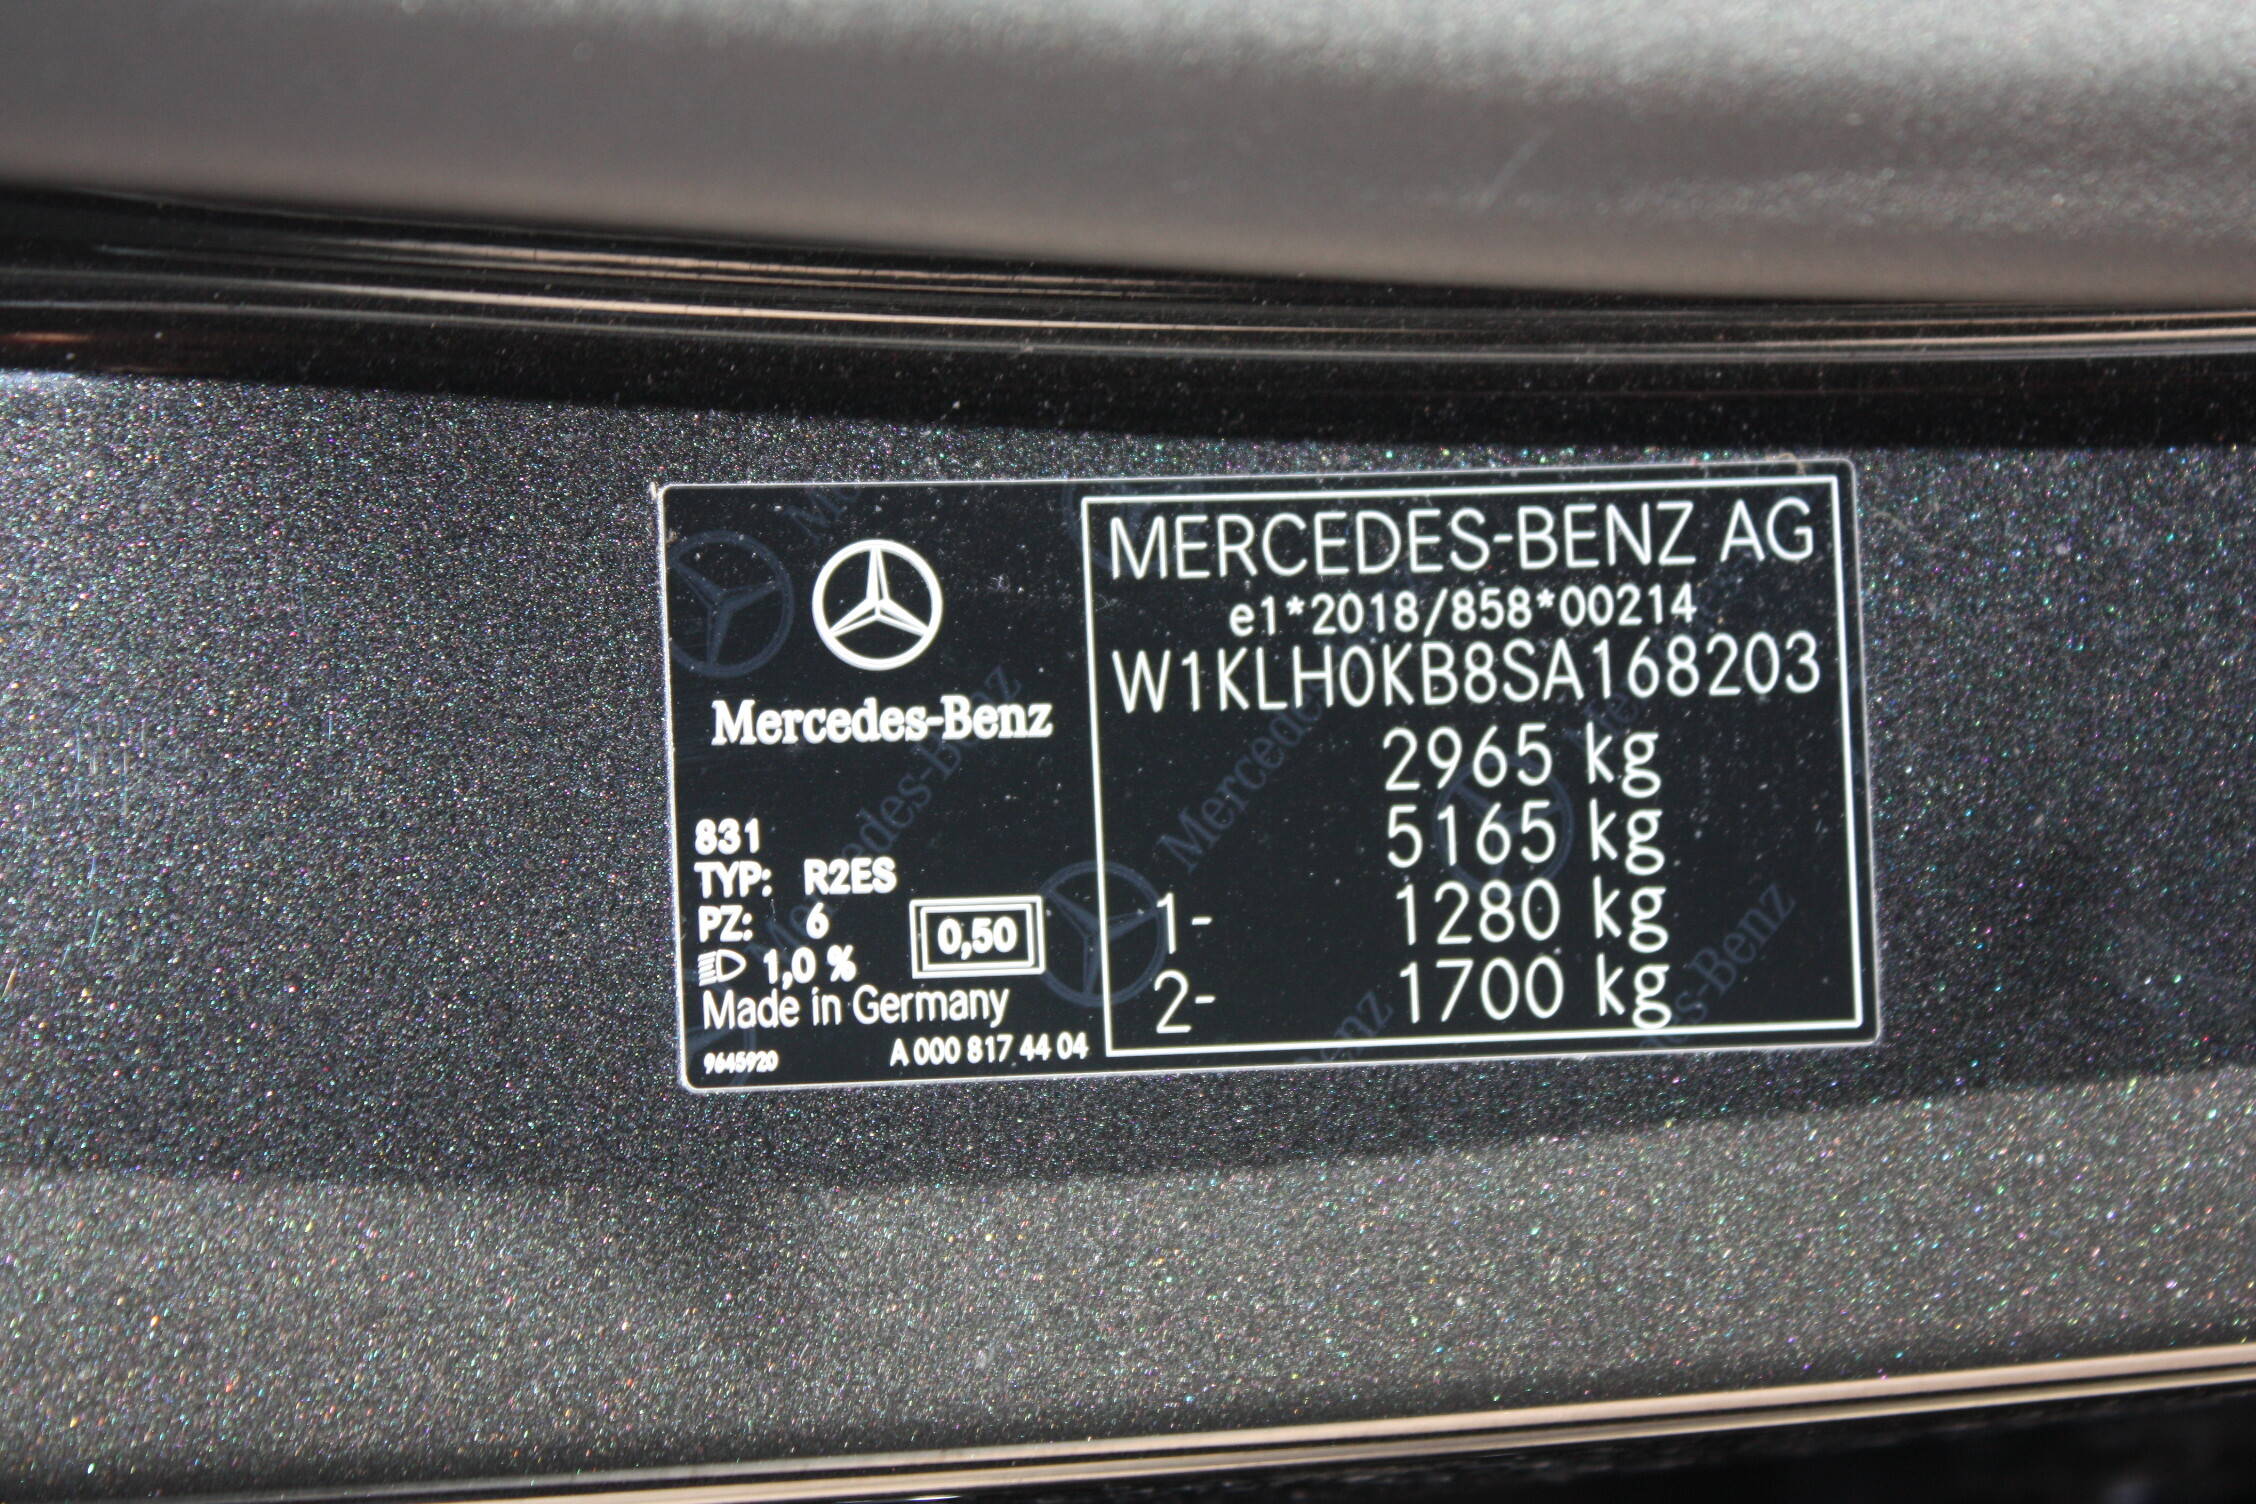 Mercedes-Benz
831
TYP: R2ES
PZ: 6
1,0 %
0,50
Made in Germany
9645920
A 000 817 44 04
MERCEDES-BENZ AG
e1*2018/858*00214
W1KLH0KB8SA168203
2965 kg
5165 kg
1- 1280 kg
2- 1700 kg